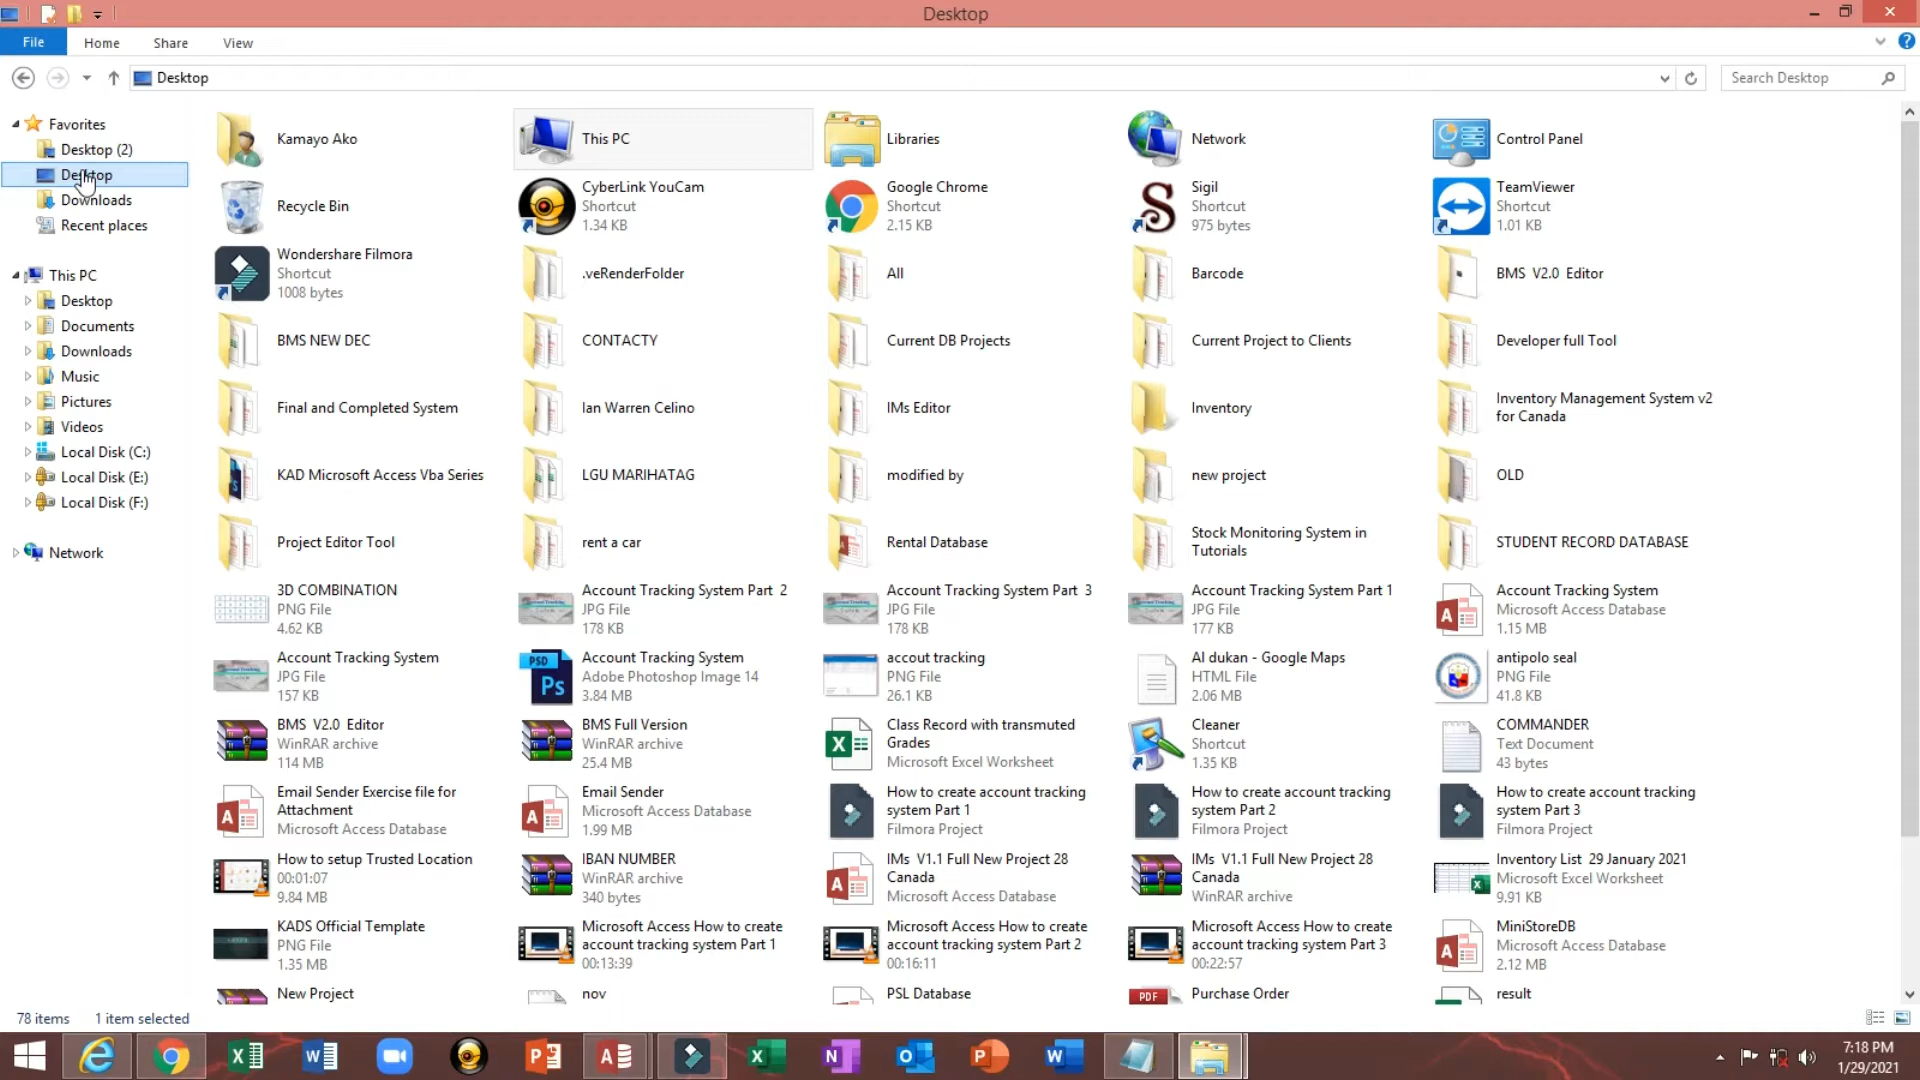 Desktop
File
Home
Share
View
Desktop
Search Desktop
Favorites
Desktop (2)
Desktop
Downloads
Recent places
This PC
Desktop
Documents
Downloads
Music
Pictures
Videos
Local Disk (C:)
Local Disk (E:)
Local Disk (F:)
Network
Kamayo Ako
This PC
Libraries
Network
Control Panel
Recycle Bin
CyberLink YouCam
Shortcut
1.34 KB
Google Chrome
Shortcut
2.15 KB
Sigil
Shortcut
975 bytes
TeamViewer
Shortcut
1.01 KB
Wondershare Filmora
Shortcut
1008 bytes
.veRenderFolder
All
Barcode
BMS V2.0 Editor
BMS NEW DEC
CONTACTY
Current DB Projects
Current Project to Clients
Developer full Tool
Final and Completed System
Ian Warren Celino
IMs Editor
Inventory
Inventory Management System v2
for Canada
KAD Microsoft Access Vba Series
LGU MARIHATAG
modified by
new project
OLD
Project Editor Tool
rent a car
Rental Database
Stock Monitoring System in
Tutorials
STUDENT RECORD DATABASE
3D COMBINATION
PNG File
4.62 KB
Account Tracking System Part 2
JPG File
178 KB
Account Tracking System Part 3
JPG File
178 KB
Account Tracking System Part 1
JPG File
177 KB
Account Tracking System
Microsoft Access Database
1.15 MB
Account Tracking System
JPG File
157 KB
Account Tracking System
Adobe Photoshop Image 14
3.84 MB
accout tracking
PNG File
26.1 KB
Al dukan - Google Maps
HTML File
2.06 MB
antipolo seal
PNG File
41.8 KB
BMS V2.0 Editor
WinRAR archive
114 MB
BMS Full Version
WinRAR archive
25.4 MB
Class Record with transmuted
Grades
Microsoft Excel Worksheet
Cleaner
Shortcut
1.35 KB
COMMANDER
Text Document
43 bytes
Email Sender Exercise file for
Attachment
Microsoft Access Database
Email Sender
Microsoft Access Database
1.99 MB
How to create account tracking
system Part 1
Filmora Project
How to create account tracking
system Part 2
Filmora Project
How to create account tracking
system Part 3
Filmora Project
How to setup Trusted Location
00:01:07
9.84 MB
IBAN NUMBER
WinRAR archive
340 bytes
IMs V1.1 Full New Project 28
Canada
Microsoft Access Database
IMs V1.1 Full New Project 28
Canada
WinRAR archive
Inventory List 29 January 2021
Microsoft Excel Worksheet
9.91 KB
KADS Official Template
PNG File
1.35 MB
Microsoft Access How to create
account tracking system Part 1
00:13:39
Microsoft Access How to create
account tracking system Part 2
00:16:11
Microsoft Access How to create
account tracking system Part 3
00:22:57
MiniStoreDB
Microsoft Access Database
2.12 MB
New Project
nov
PSL Database
PDF
Purchase Order
result
78 items
1 item selected
7:18 PM
1/29/2021